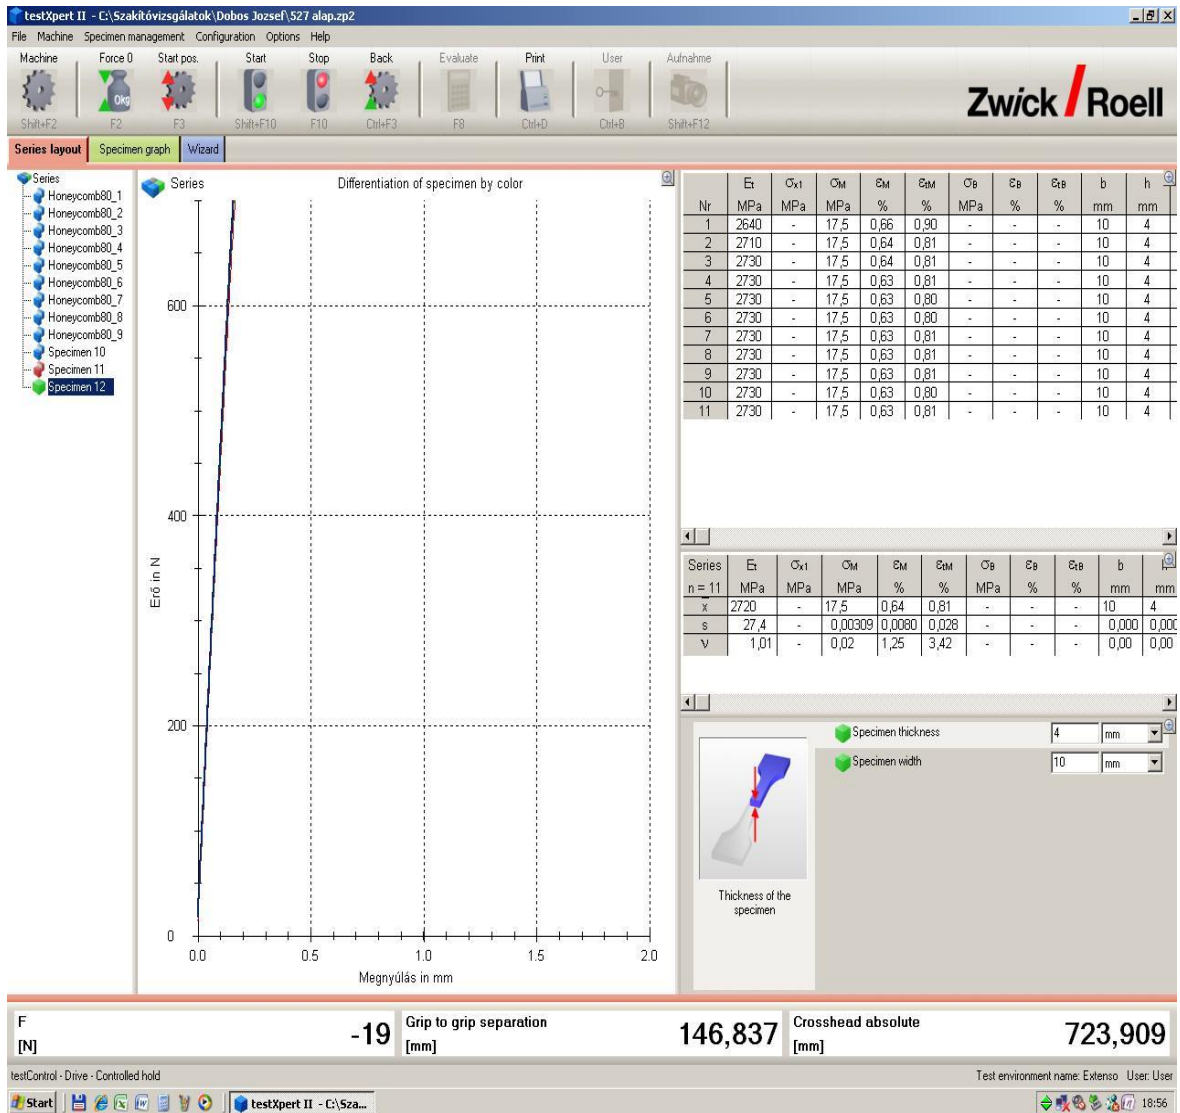 testXpert II - C:\Szakítóvizsgálatok\Dobos Jozsef\527 alap.zp2
File Machine Specimen management Configuration Options Help
Machine Force 0 Start pos. Start Stop Back Evaluate Print User Aufnahme
0kg
Shift+F2 F2 F3 Shift+F10 F10 Ctrl+F3 F8 Ctrl+D Ctrl+B Shift+F12
Zwick / Roell
Series layout Specimen graph Wizard
Series
Honeycomb80_1
Honeycomb80_2
Honeycomb80_3
Honeycomb80_4
Honeycomb80_5
Honeycomb80_6
Honeycomb80_7
Honeycomb80_8
Honeycomb80_9
Specimen 10
Specimen 11
Specimen 12
Series Differentiation of specimen by color
600
400
200
0
Erő in N
0.0 0.5 1.0 1.5 2.0
Megnyúlás in mm
Et σx1 σM εM εtM σB εB εtB b h
Nr MPa MPa MPa % % MPa % % mm mm
1 2640 - 17,5 0,66 0,90 - - - 10 4
2 2710 - 17,5 0,64 0,81 - - - 10 4
3 2730 - 17,5 0,64 0,81 - - - 10 4
4 2730 - 17,5 0,63 0,81 - - - 10 4
5 2730 - 17,5 0,63 0,80 - - - 10 4
6 2730 - 17,5 0,63 0,80 - - - 10 4
7 2730 - 17,5 0,63 0,81 - - - 10 4
8 2730 - 17,5 0,63 0,81 - - - 10 4
9 2730 - 17,5 0,63 0,81 - - - 10 4
10 2730 - 17,5 0,63 0,80 - - - 10 4
11 2730 - 17,5 0,63 0,81 - - - 10 4
Series Et σx1 σM εM εtM σB εB εtB b h
n = 11 MPa MPa MPa % % MPa % % mm mm
x̅ 2720 - 17,5 0,64 0,81 - - - 10 4
s 27,4 - 0,00309 0,0080 0,028 - - - 0,000 0,000
ν 1,01 - 0,02 1,25 3,42 - - - 0,00 0,00
Specimen thickness 4 mm
Specimen width 10 mm
Thickness of the
specimen
F
[N]
-19
Grip to grip separation
[mm]
146,837
Crosshead absolute
[mm]
723,909
testControl - Drive - Controlled hold Test environment name: Extenso User: User
Start testXpert II - C:\Sza... 18:56